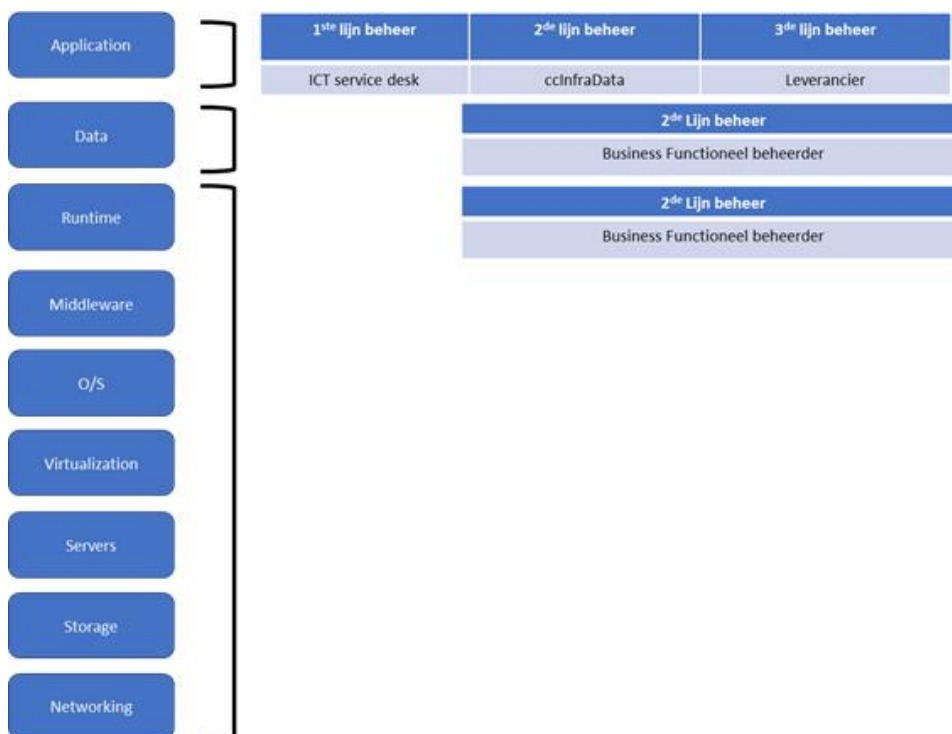 Application
1ste lijn beheer 2de lijn beheer 3de lijn beheer
ICT service desk ccInfraData Leverancier
Data
2de Lijn beheer
Business Functioneel beheerder
Runtime
2de Lijn beheer
Business Functioneel beheerder
Middleware
O/S
Virtualization
Servers
Storage
Networking